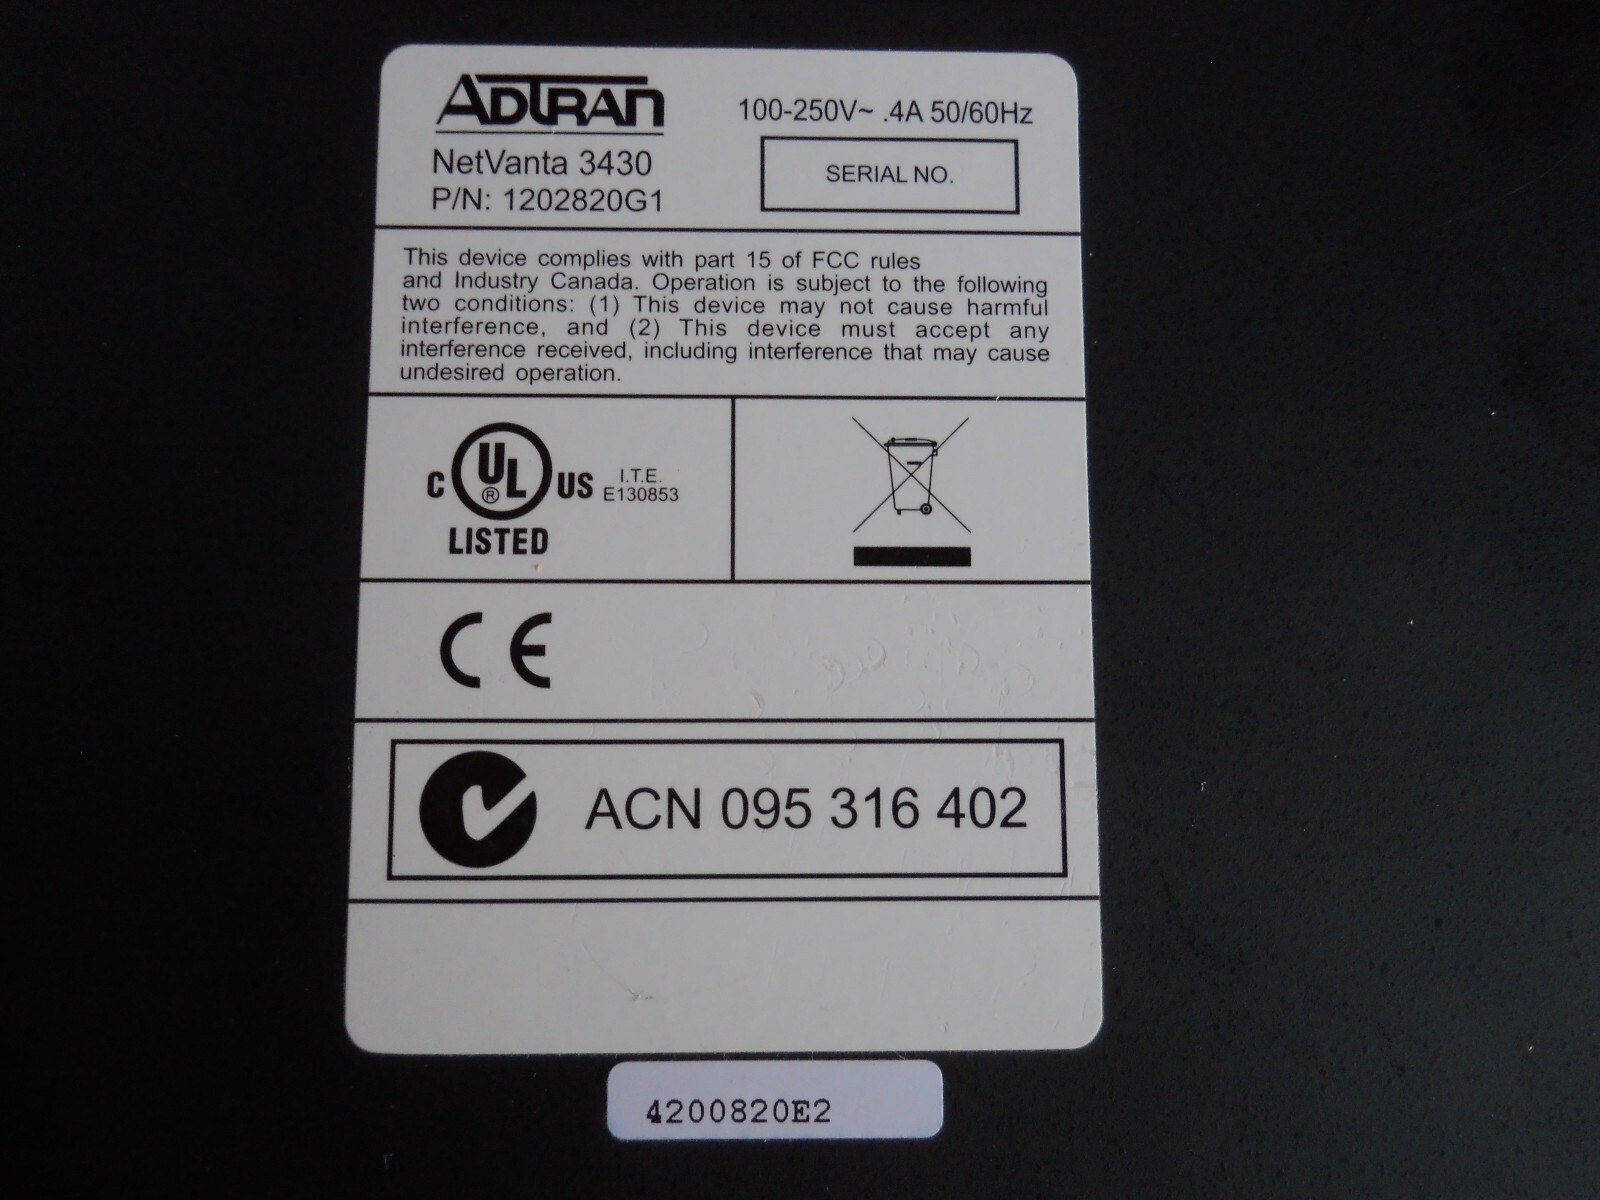 ADTRAN
NetVanta 3430
P/N: 1202820G1
100-250V~ .4A 50/60Hz
SERIAL NO.
This device complies with part 15 of FCC rules
and Industry Canada. Operation is subject to the following
two conditions: (1) This device may not cause harmful
interference, and (2) This device must accept any
interference received, including interference that may cause
undesired operation.
C UL ® US
LISTED
I.T.E.
E130853
CE
ACN 095 316 402
4200820E2